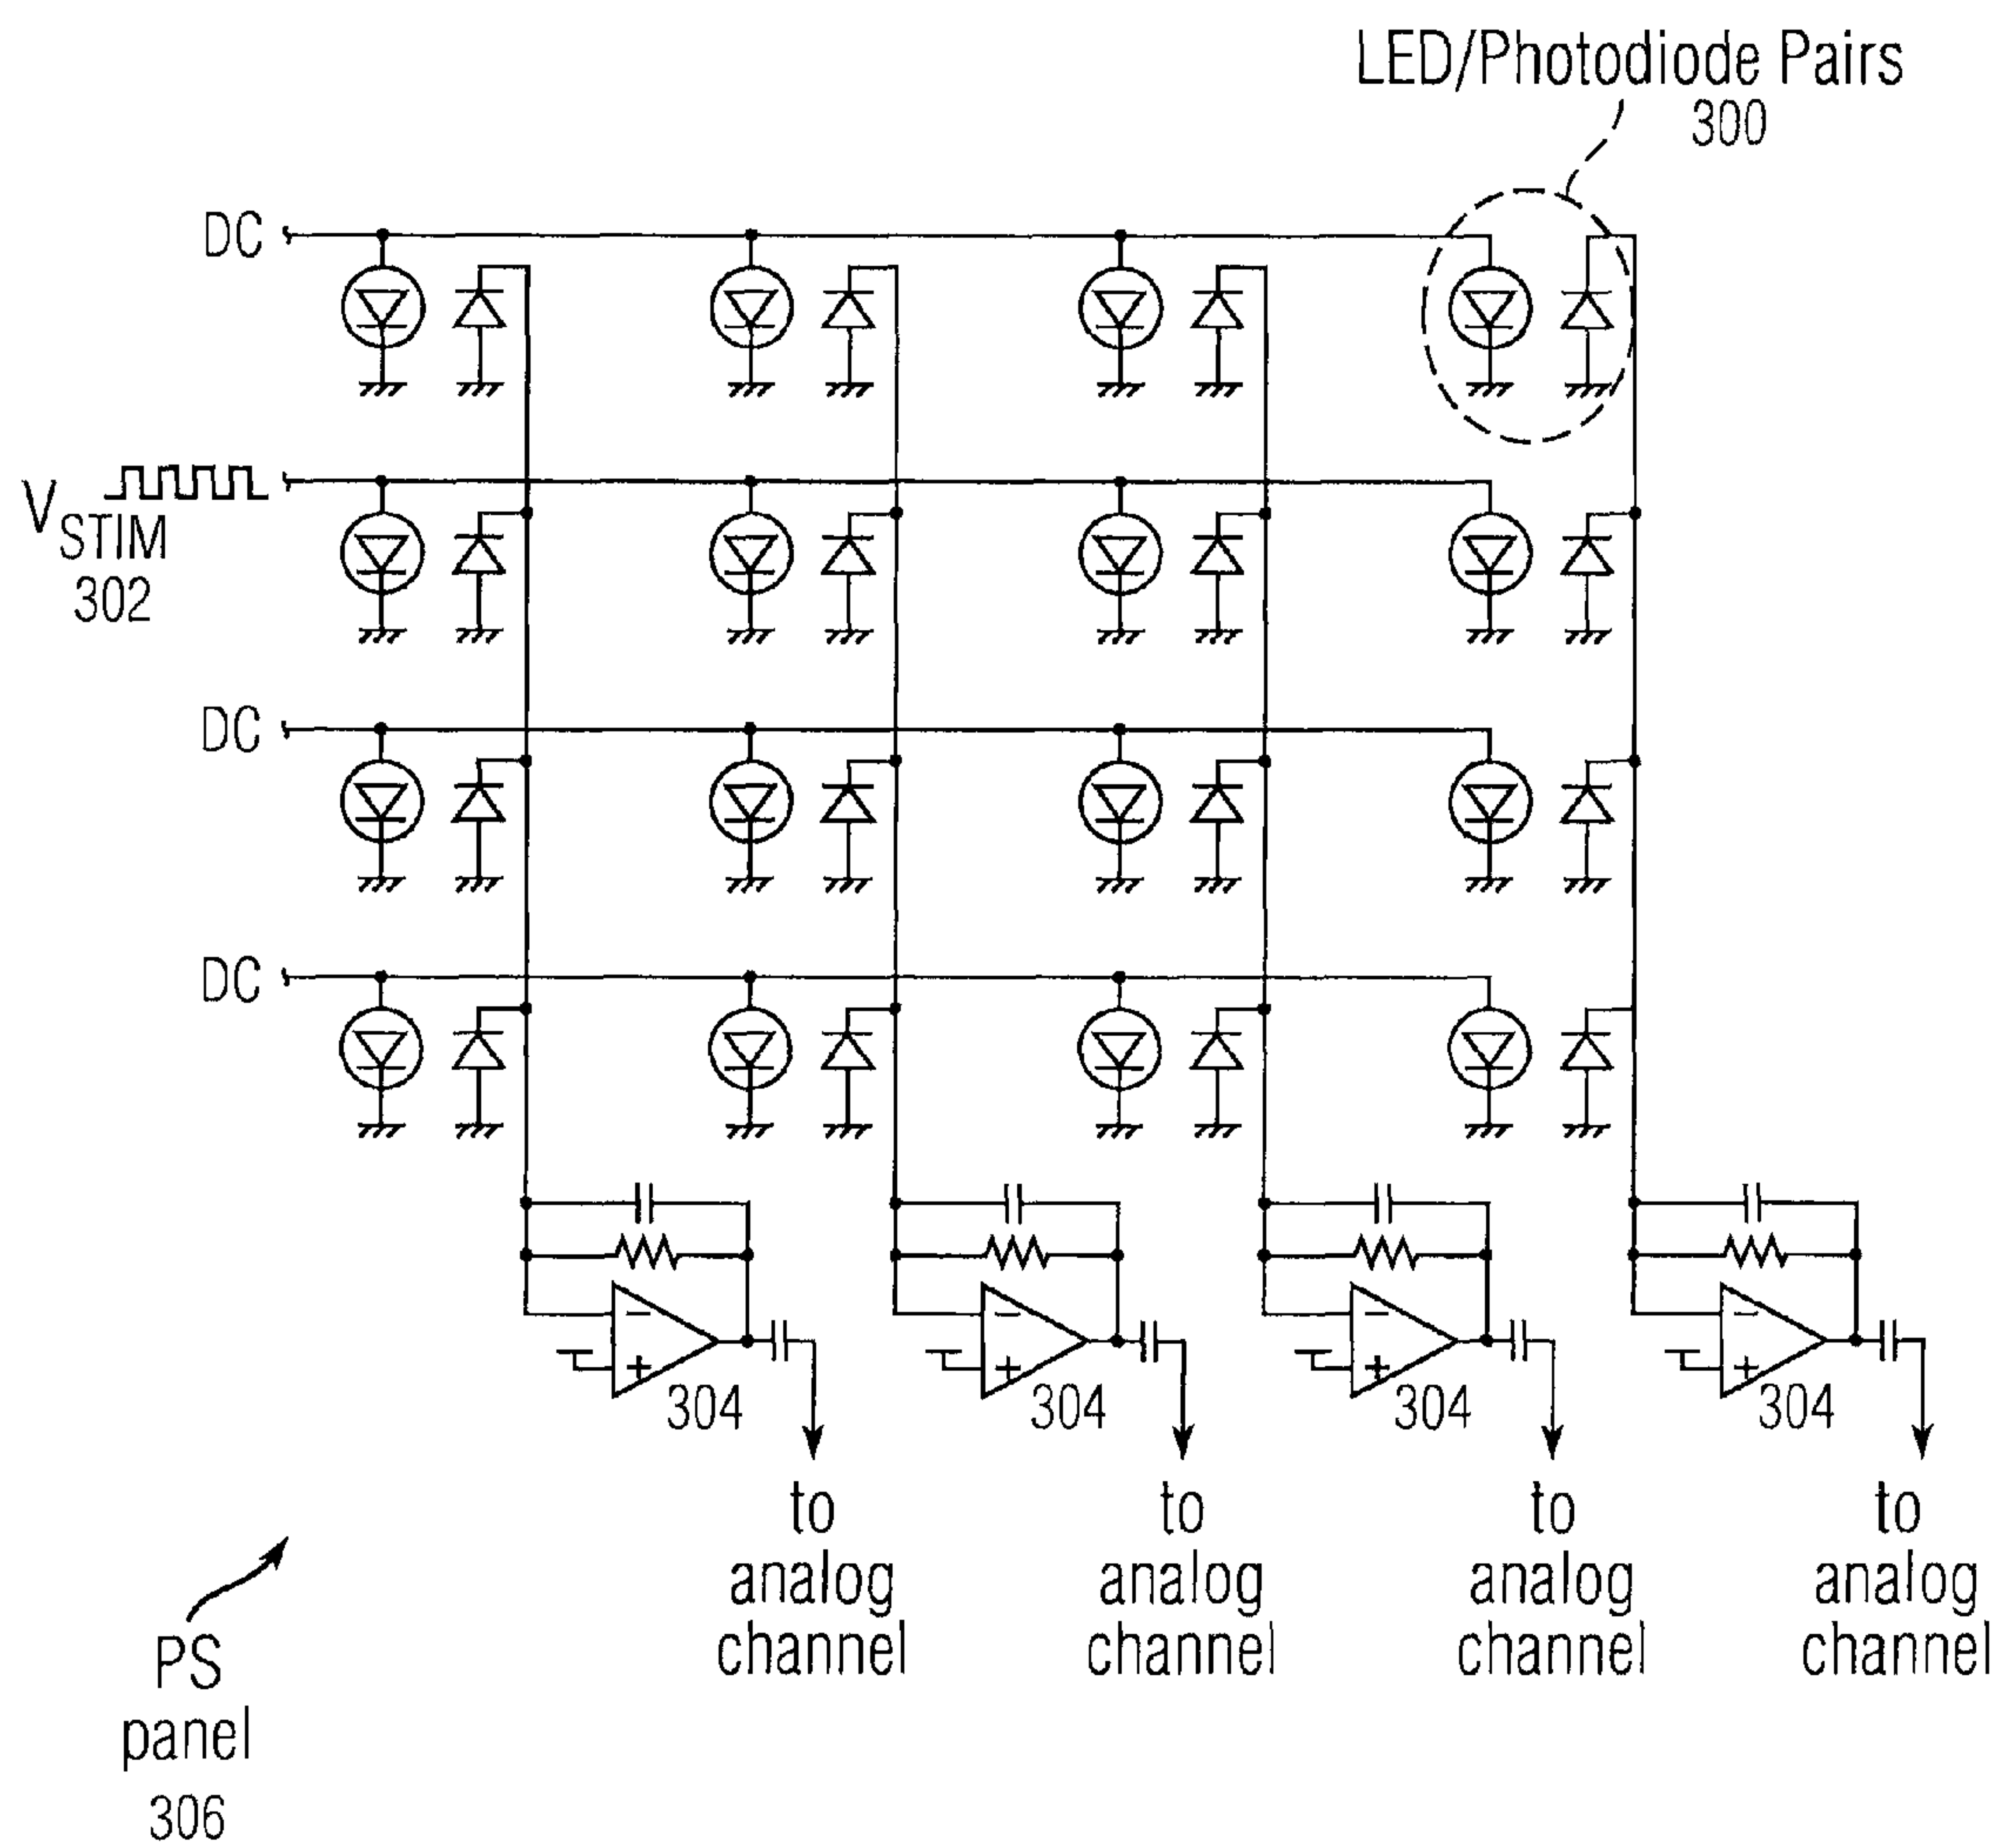 LED/Photodiode Pairs
300
DC
V STIM
302
DC
DC
−
+
304
−
+
304
−
+
304
−
+
304
to
analog
channel
to
analog
channel
to
analog
channel
to
analog
channel
PS
panel
306